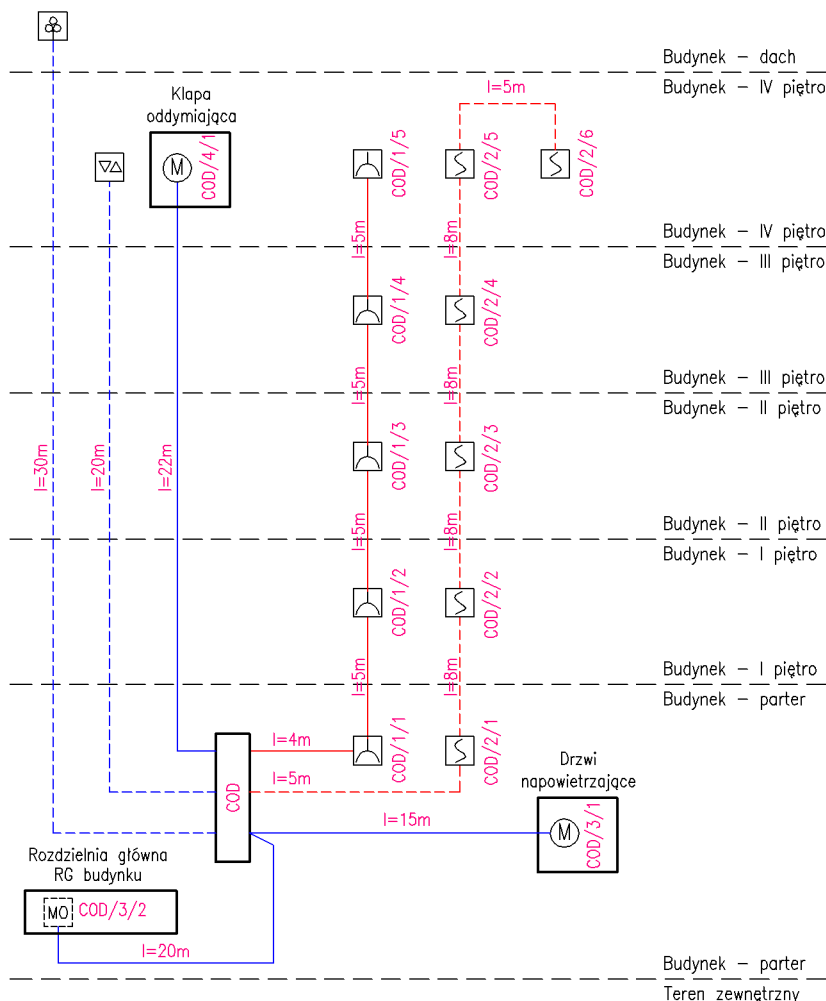 Budynek – dach
Budynek – IV piętro
l=5m
Klapa
oddymiająca
M
COD/4/1
COD/1/5
COD/2/5
COD/2/6
l=5m
l=8m
Budynek – IV piętro
Budynek – III piętro
COD/1/4
COD/2/4
l=5m
l=8m
Budynek – III piętro
Budynek – II piętro
l=30m
l=20m
l=22m
COD/1/3
COD/2/3
l=5m
l=8m
Budynek – II piętro
Budynek – I piętro
COD/1/2
COD/2/2
l=5m
l=8m
Budynek – I piętro
Budynek – parter
l=4m
COD/1/1
COD/2/1
Drzwi
napowietrzające
COD
l=5m
l=15m
M
COD/3/1
Rozdzielnia główna
RG budynku
MO
COD/3/2
l=20m
Budynek – parter
Teren zewnętrzny